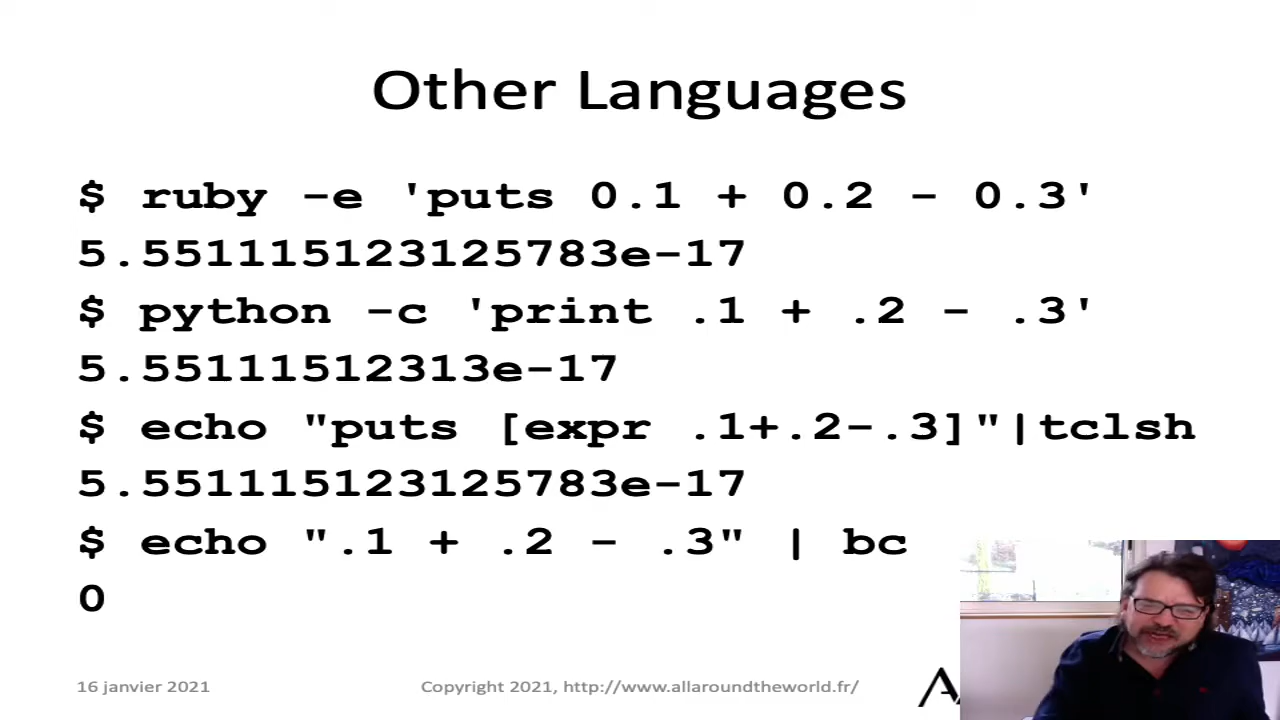 Other Languages
$ ruby -e 'puts 0.1 + 0.2 - 0.3'
5.551115123125783e-17
$ python -c 'print .1 + .2 - .3'
5.55111512313e-17
$ echo "puts [expr .1+.2-.3]"|tclsh
5.551115123125783e-17
$ echo ".1 + .2 - .3" | bc
0
16 janvier 2021
Copyright 2021, http://www.allaroundtheworld.fr/